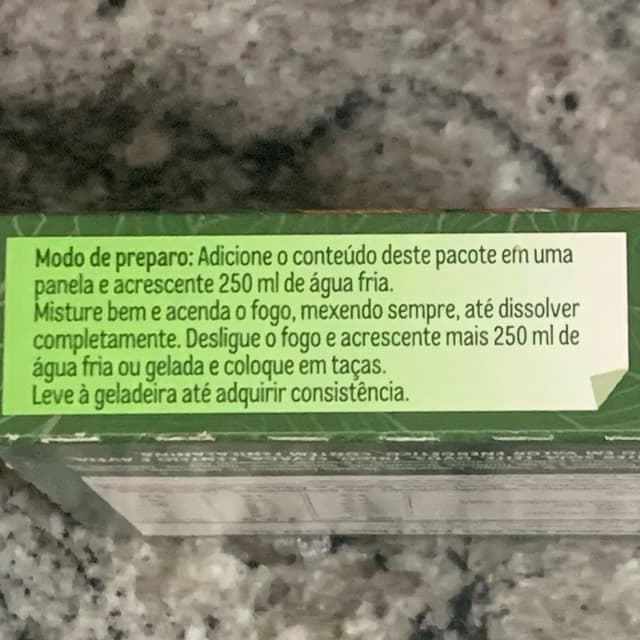 Modo de preparo: Adicione o conteúdo deste pacote em uma
panela e acrescente 250 ml de água fria.
Misture bem e acenda o fogo, mexendo sempre, até dissolver
completamente. Desligue o fogo e acrescente mais 250 ml de
água fria ou gelada e coloque em taças.
Leve à geladeira até adquirir consistência.